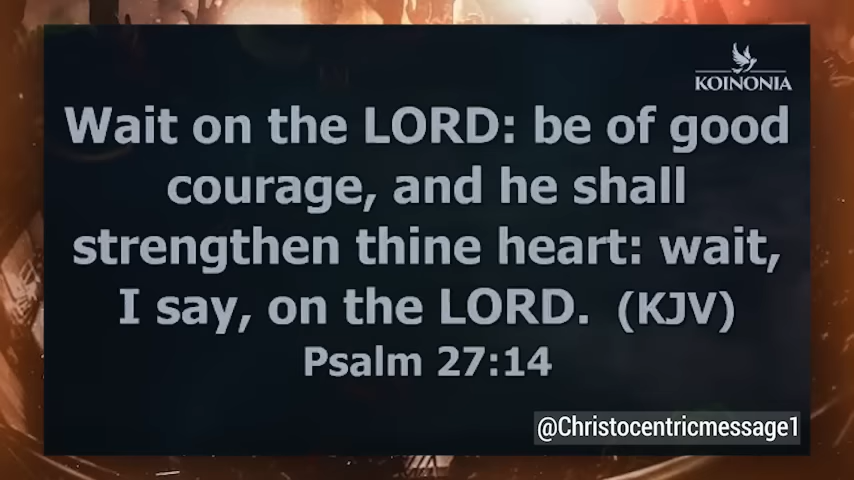 KOINONIA
Wait on the LORD: be of good
courage, and he shall
strengthen thine heart: wait,
I say, on the LORD. (KJV)
Psalm 27:14
@Christocentricmessage1